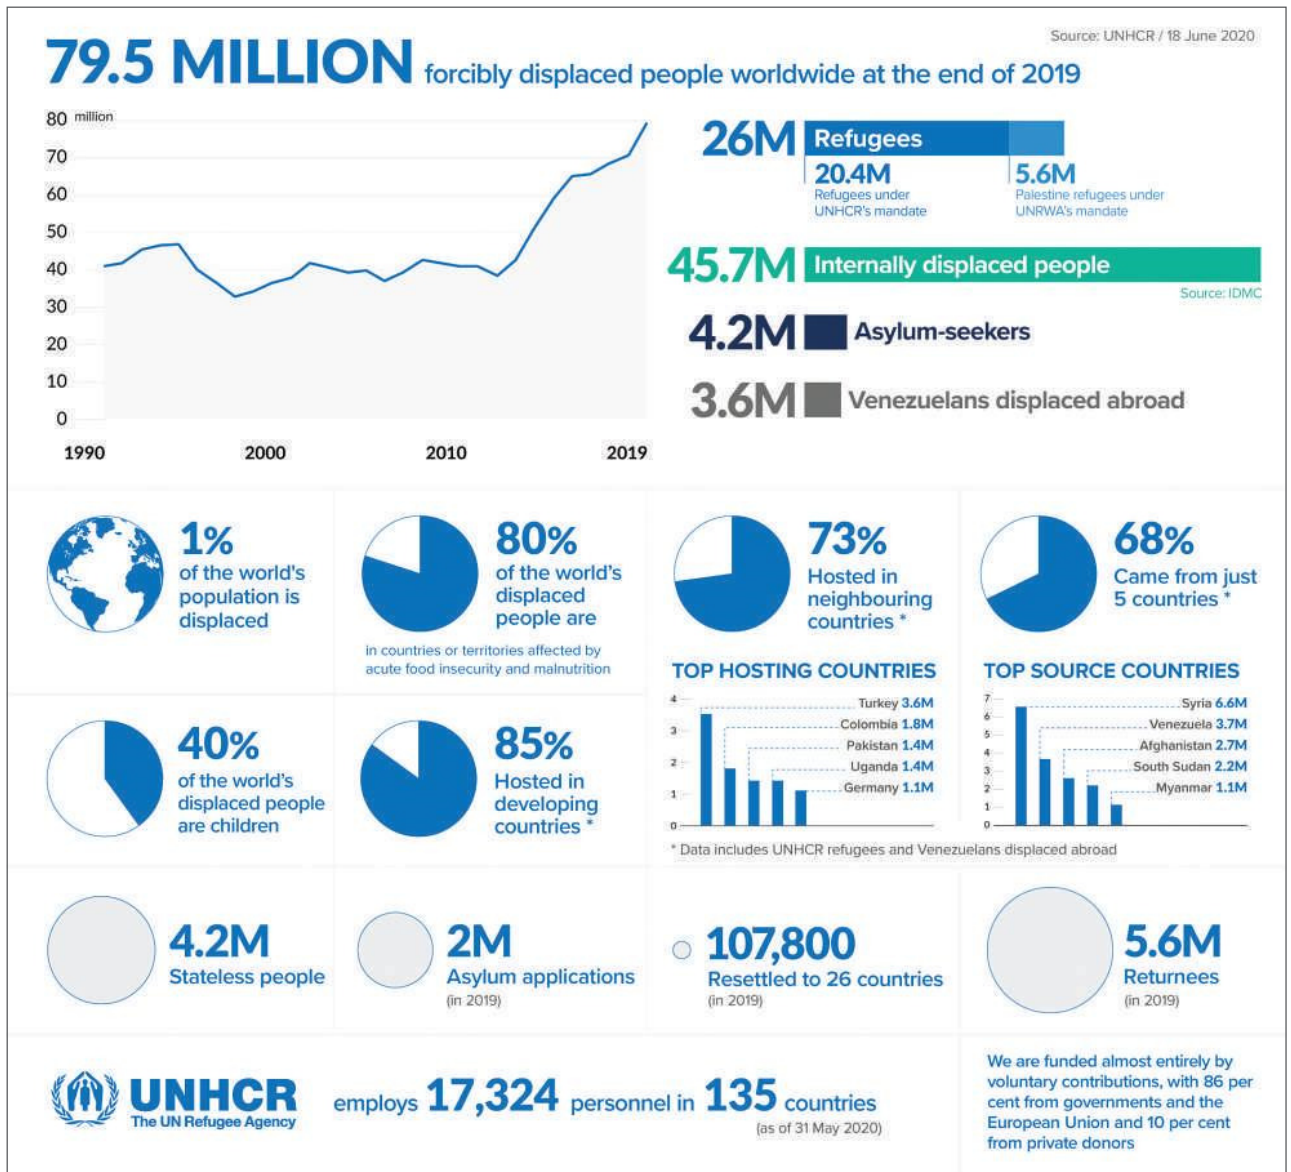 Source: UNHCR / 18 June 2020
79.5 MILLION forcibly displaced people worldwide at the end of 2019
80 million
70
60
50
40
30
20
10
0
1990 2000 2010 2019
26M Refugees
20.4M
Refugees under
UNHCR's mandate
5.6M
Palestine refugees under
UNRWA's mandate
45.7M Internally displaced people
Source: IDMC
4.2M Asylum-seekers
3.6M Venezuelans displaced abroad
1%
of the world's
population is
displaced
80%
of the world's
displaced
people are
in countries or territories affected by
acute food insecurity and malnutrition
73%
Hosted in
neighbouring
countries *
68%
Came from just
5 countries *
40%
of the world's
displaced people
are children
85%
Hosted in
developing
countries *
TOP HOSTING COUNTRIES
4
3
2
1
0
Turkey 3.6M
Colombia 1.8M
Pakistan 1.4M
Uganda 1.4M
Germany 1.1M
TOP SOURCE COUNTRIES
7
6
5
4
3
2
1
0
Syria 6.6M
Venezuela 3.7M
Afghanistan 2.7M
South Sudan 2.2M
Myanmar 1.1M
* Data includes UNHCR refugees and Venezuelans displaced abroad
4.2M
Stateless people
2M
Asylum applications
(in 2019)
107,800
Resettled to 26 countries
(in 2019)
5.6M
Returnees
(in 2019)
UNHCR
The UN Refugee Agency
employs 17,324 personnel in 135 countries
(as of 31 May 2020)
We are funded almost entirely by
voluntary contributions, with 86 per
cent from governments and the
European Union and 10 per cent
from private donors